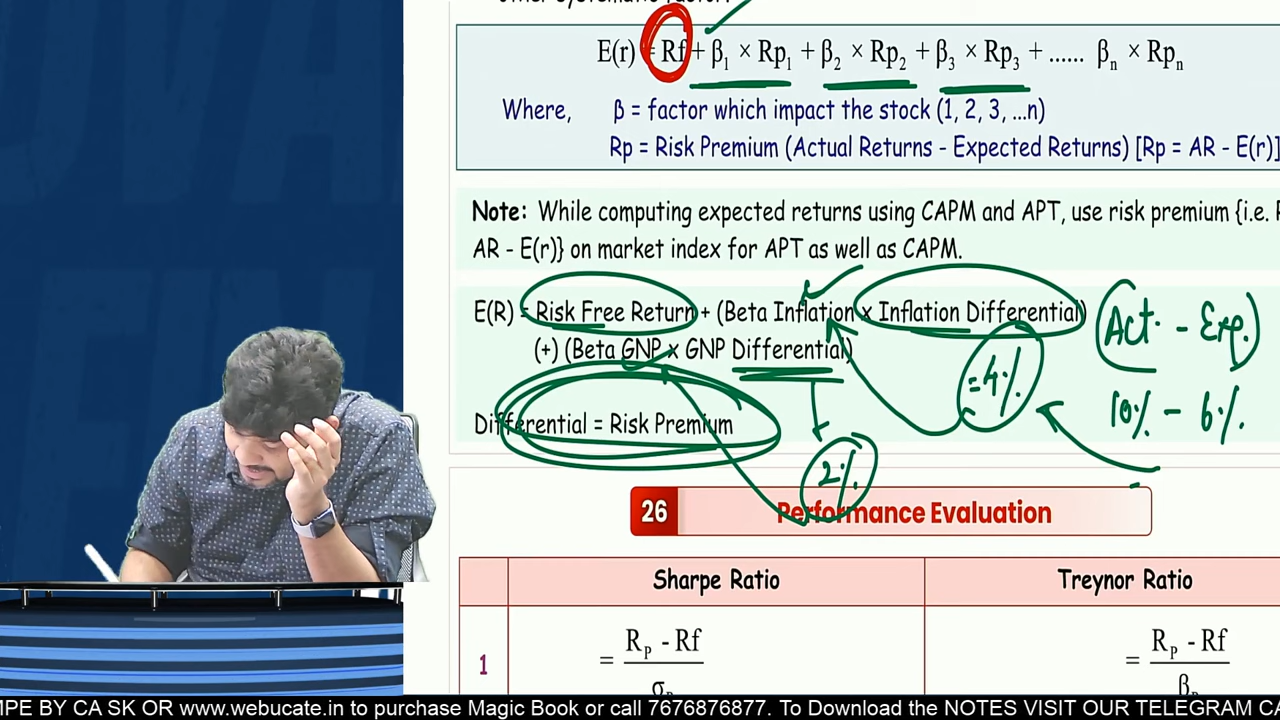 E(r) = Rf + β₁ × Rp₁ + β₂ × Rp₂ + β₃ × Rp₃ + ...... βₙ × Rpₙ
Where, β = factor which impact the stock (1, 2, 3, ...n)
Rp = Risk Premium (Actual Returns - Expected Returns) [Rp = AR - E(r)]
Note: While computing expected returns using CAPM and APT, use risk premium {i.e.
AR - E(r)} on market index for APT as well as CAPM.
E(R) = Risk Free Return + (Beta Inflation x Inflation Differential)
(+) (Beta GNP x GNP Differential)
Act. - Exp.
= 4%
10% - 6%
Differential = Risk Premium
2%
26 Performance Evaluation
Sharpe Ratio Treynor Ratio
1 = (R_P - Rf) / σ = (R_P - Rf) / β
MPE BY CA SK OR www.webucate.in to purchase Magic Book or call 7676876877. To Download the NOTES VISIT OUR TELEGRAM CA